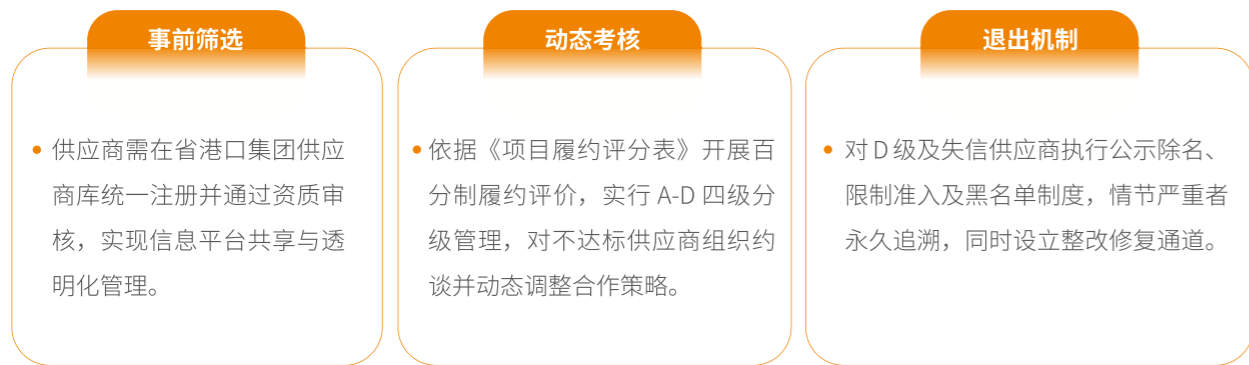 事前筛选
• 供应商需在省港口集团供应
商库统一注册并通过资质审
核，实现信息平台共享与透
明化管理。
动态考核
• 依据《项目履约评分表》开展百
分制履约评价，实行 A-D 四级分
级管理，对不达标供应商组织约
谈并动态调整合作策略。
退出机制
• 对 D 级及失信供应商执行公示除名、
限制准入及黑名单制度，情节严重者
永久追溯，同时设立整改修复通道。